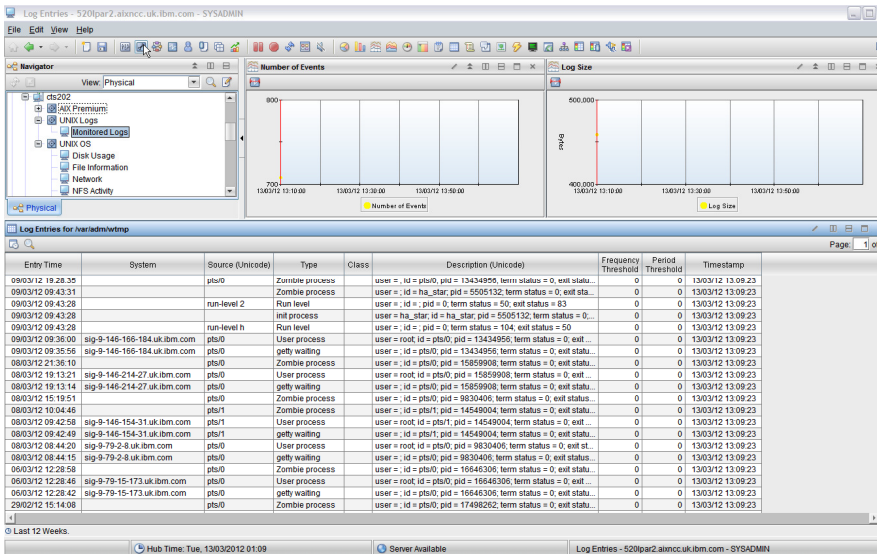 Log Entries - 520lpar2.aixncc.uk.ibm.com - SYSADMIN
File Edit View Help
Navigator
View: Physical
cts202
AIX Premium
UNIX Logs
Monitored Logs
UNIX OS
Disk Usage
File Information
Network
NFS Activity
Physical
Number of Events
800
700
13/03/12 13:10:00 13/03/12 13:30:00 13/03/12 13:50:00
Number of Events
Log Size
500,000
Bytes
400,000
13/03/12 13:10:00 13/03/12 13:30:00 13/03/12 13:50:00
Log Size
Log Entries for /var/adm/wtmp
Page: 1 of
Entry Time System Source (Unicode) Type Class Description (Unicode) Frequency Threshold Period Threshold Timestamp
09/03/12 19:28:35 pts/0 Zombie process user = ; id = pts/0; pid = 13434956; term status = 0; exit statu... 0 0 13/03/12 13:09:23
09/03/12 09:43:31 Zombie process user = ; id = ha_star; pid = 5505132; term status = 0; exit sta... 0 0 13/03/12 13:09:23
09/03/12 09:43:28 run-level 2 Run level user = ; id = ; pid = 0; term status = 50; exit status = 83 0 0 13/03/12 13:09:23
09/03/12 09:43:28 init process user = ha_star; id = ha_star; pid = 5505132; term status = 0;... 0 0 13/03/12 13:09:23
09/03/12 09:43:28 run-level h Run level user = ; id = ; pid = 0; term status = 104; exit status = 50 0 0 13/03/12 13:09:23
09/03/12 09:36:00 sig-9-146-166-184.uk.ibm.com pts/0 User process user = root; id = pts/0; pid = 13434956; term status = 0; exit ... 0 0 13/03/12 13:09:23
09/03/12 09:35:56 sig-9-146-166-184.uk.ibm.com pts/0 getty waiting user = ; id = pts/0; pid = 13434956; term status = 0; exit statu... 0 0 13/03/12 13:09:23
08/03/12 21:36:10 pts/0 Zombie process user = ; id = pts/0; pid = 15859908; term status = 0; exit statu... 0 0 13/03/12 13:09:23
08/03/12 19:13:21 sig-9-146-214-27.uk.ibm.com pts/0 User process user = root; id = pts/0; pid = 15859908; term status = 0; exit ... 0 0 13/03/12 13:09:23
08/03/12 19:13:14 sig-9-146-214-27.uk.ibm.com pts/0 getty waiting user = ; id = pts/0; pid = 15859908; term status = 0; exit statu... 0 0 13/03/12 13:09:23
08/03/12 15:19:51 pts/0 Zombie process user = ; id = pts/0; pid = 9830406; term status = 0; exit status... 0 0 13/03/12 13:09:23
08/03/12 10:04:46 pts/1 Zombie process user = ; id = pts/1; pid = 14549004; term status = 0; exit statu... 0 0 13/03/12 13:09:23
08/03/12 09:42:58 sig-9-146-154-31.uk.ibm.com pts/1 User process user = root; id = pts/1; pid = 14549004; term status = 0; exit ... 0 0 13/03/12 13:09:23
08/03/12 09:42:49 sig-9-146-154-31.uk.ibm.com pts/1 getty waiting user = ; id = pts/1; pid = 14549004; term status = 0; exit statu... 0 0 13/03/12 13:09:23
08/03/12 08:44:20 sig-9-79-2-8.uk.ibm.com pts/0 User process user = root; id = pts/0; pid = 9830406; term status = 0; exit st... 0 0 13/03/12 13:09:23
08/03/12 08:44:15 sig-9-79-2-8.uk.ibm.com pts/0 getty waiting user = ; id = pts/0; pid = 9830406; term status = 0; exit status... 0 0 13/03/12 13:09:23
06/03/12 12:28:58 pts/0 Zombie process user = ; id = pts/0; pid = 16646306; term status = 0; exit statu... 0 0 13/03/12 13:09:23
06/03/12 12:28:46 sig-9-79-15-173.uk.ibm.com pts/0 User process user = root; id = pts/0; pid = 16646306; term status = 0; exit ... 0 0 13/03/12 13:09:23
06/03/12 12:28:42 sig-9-79-15-173.uk.ibm.com pts/0 getty waiting user = ; id = pts/0; pid = 16646306; term status = 0; exit statu... 0 0 13/03/12 13:09:23
29/02/12 15:14:08 pts/0 Zombie process user = ; id = pts/0; pid = 17498262; term status = 0; exit statu... 0 0 13/03/12 13:09:23
Last 12 Weeks.
Hub Time: Tue, 13/03/2012 01:09 Server Available Log Entries - 520lpar2.aixncc.uk.ibm.com - SYSADMIN